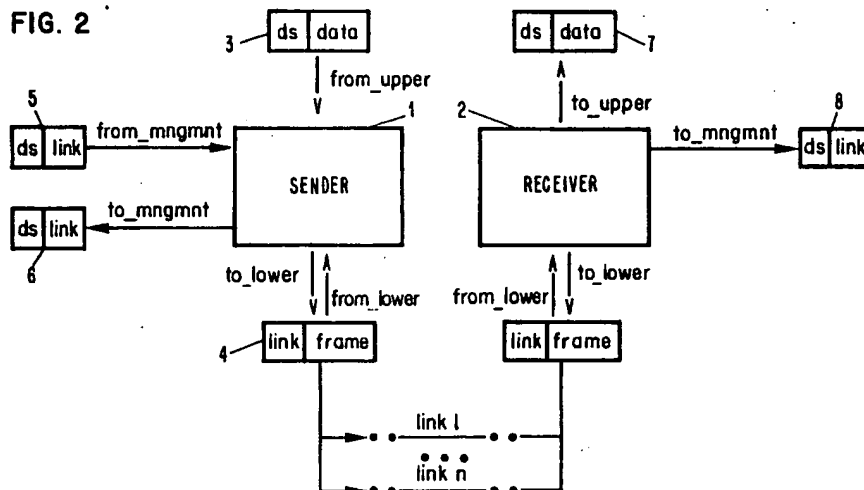 FIG. 2
3 ds data
ds data 7
from_upper
to_upper
5
1
2
8
ds link from_mngmnt
to_mngmnt ds link
SENDER
RECEIVER
ds link to_mngmnt
6
to_lower from_lower
from_lower to_lower
4 link frame
link frame
link 1
link n